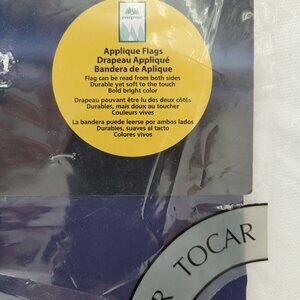 evergreen
Applique Flags
Drapeau Appliqué
Bandera de Aplique
Flag can be read from both sides
Durable yet soft to the touch
Bold bright color
Drapeau pouvant être lu des deux côtés
Durables, mais doux au toucher
Couleurs vives
La bandera puede leerse por ambos lados
Durables, suaves al tacto
Colores vivos
R TOCAR